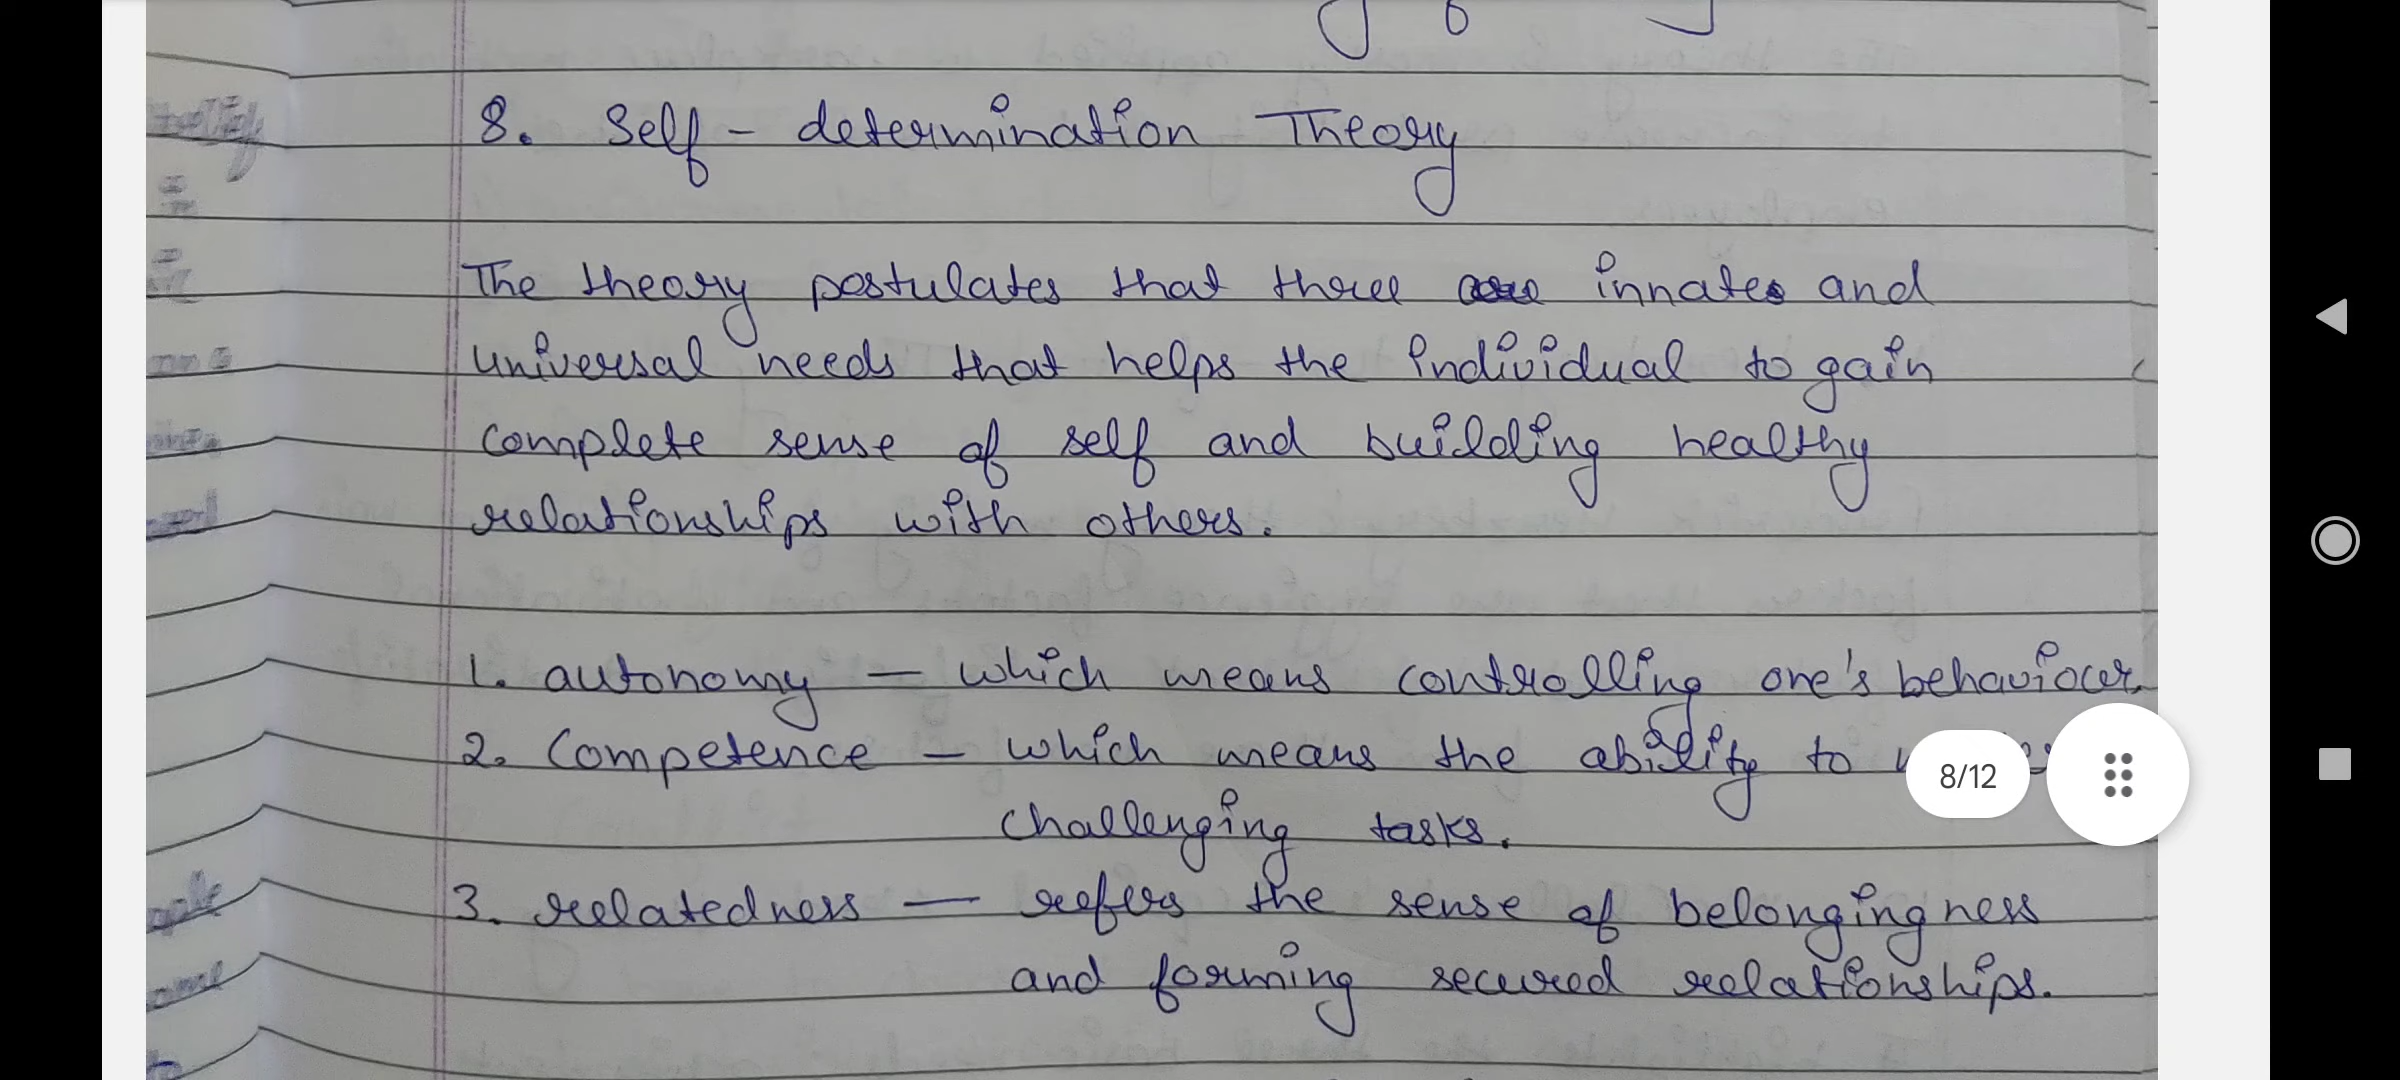 8. Self - determination Theory
The theory postulates that three innate and
universal needs that helps the individual to gain
complete sense of self and building healthy
relationships with others.
1. autonomy — which means controlling one's behaviour.
2. Competence — which means the ability to
challenging tasks.
3. relatedness — refers the sense of belongingness
and forming secured relationships.
8/12